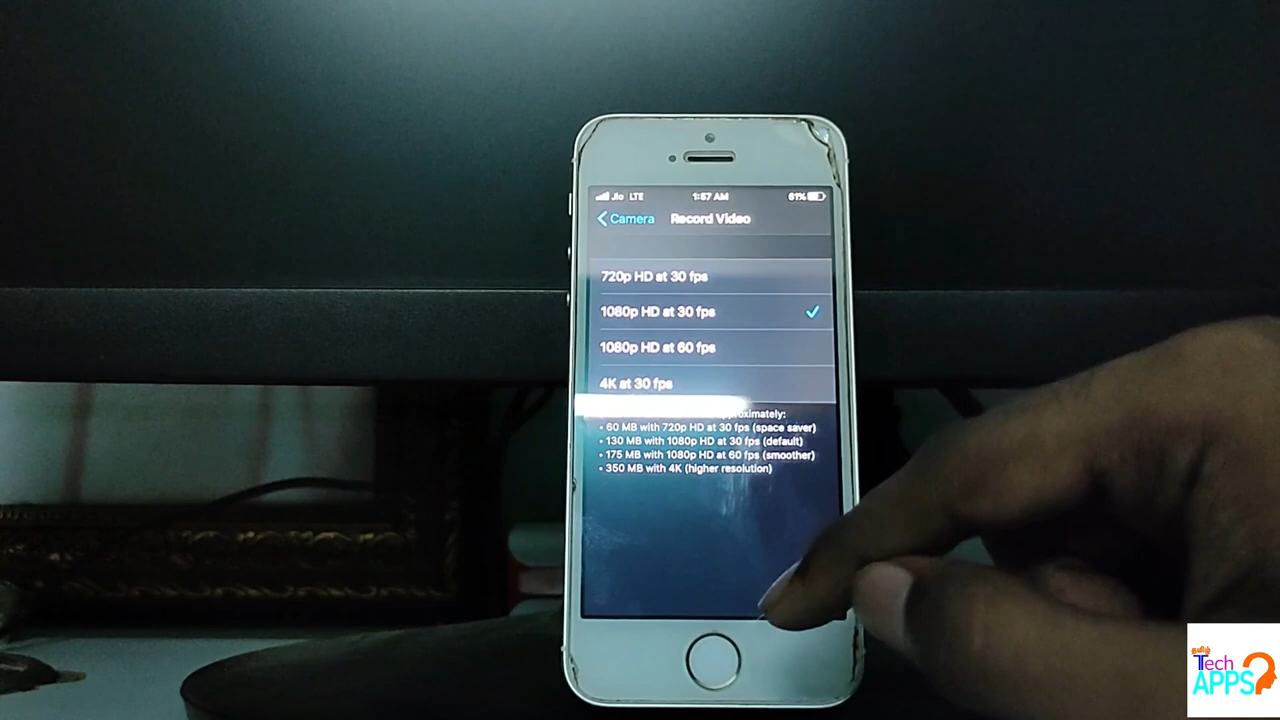 Jio LTE 1:57 AM 61%
Camera Record Video
720p HD at 30 fps
1080p HD at 30 fps
1080p HD at 60 fps
4K at 30 fps
• 60 MB with 720p HD at 30 fps (space saver)
• 130 MB with 1080p HD at 30 fps (default)
• 175 MB with 1080p HD at 60 fps (smoother)
• 350 MB with 4K (higher resolution)
தமிழ்
Tech
APPS